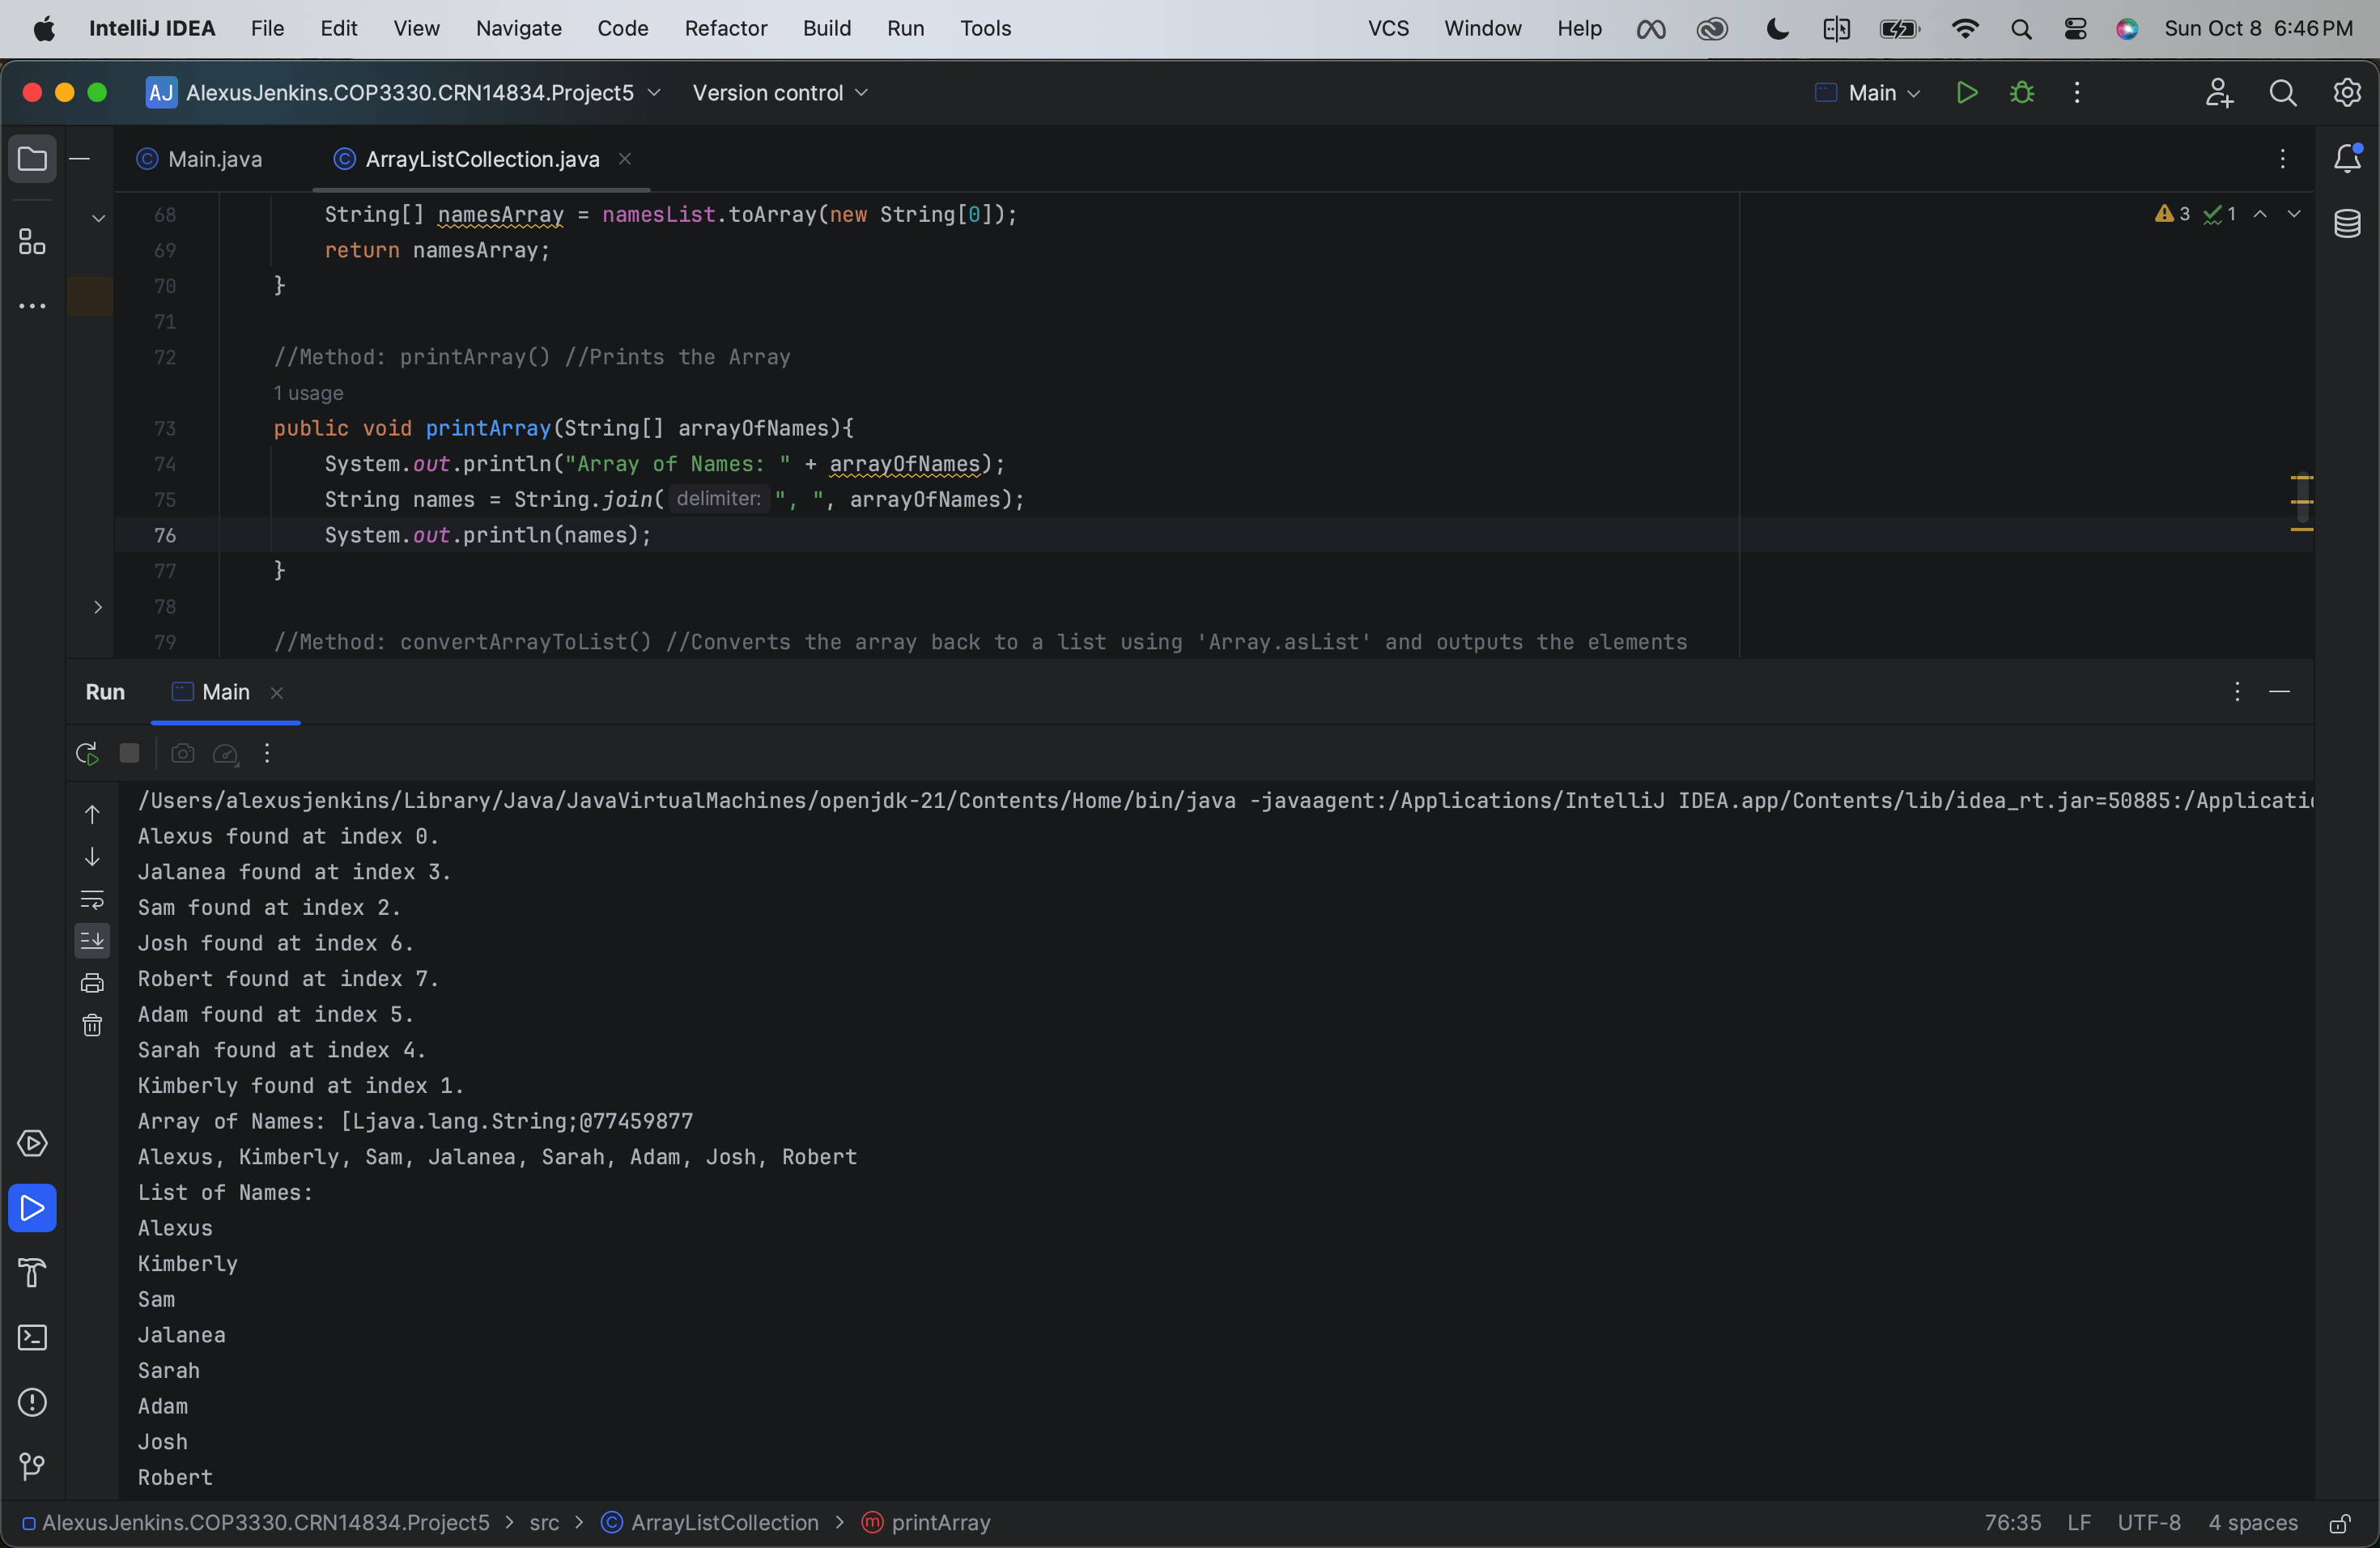 IntelliJ IDEA File Edit View Navigate Code Refactor Build Run Tools VCS Window Help Sun Oct 8 6:46 PM
AJ AlexusJenkins.COP3330.CRN14834.Project5 Version control Main
Main.java ArrayListCollection.java
68 String[] namesArray = namesList.toArray(new String[0]); 3 1
69 return namesArray;
70 }
71
72 //Method: printArray() //Prints the Array
1 usage
73 public void printArray(String[] arrayOfNames){
74 System.out.println("Array of Names: " + arrayOfNames);
75 String names = String.join( delimiter: ", ", arrayOfNames);
76 System.out.println(names);
77 }
78
79 //Method: convertArrayToList() //Converts the array back to a list using 'Array.asList' and outputs the elements
Run Main
/Users/alexusjenkins/Library/Java/JavaVirtualMachines/openjdk-21/Contents/Home/bin/java -javaagent:/Applications/IntelliJ IDEA.app/Contents/lib/idea_rt.jar=50885:/Applicati
Alexus found at index 0.
Jalanea found at index 3.
Sam found at index 2.
Josh found at index 6.
Robert found at index 7.
Adam found at index 5.
Sarah found at index 4.
Kimberly found at index 1.
Array of Names: [Ljava.lang.String;@77459877
Alexus, Kimberly, Sam, Jalanea, Sarah, Adam, Josh, Robert
List of Names:
Alexus
Kimberly
Sam
Jalanea
Sarah
Adam
Josh
Robert
AlexusJenkins.COP3330.CRN14834.Project5 > src > ArrayListCollection > printArray 76:35 LF UTF-8 4 spaces